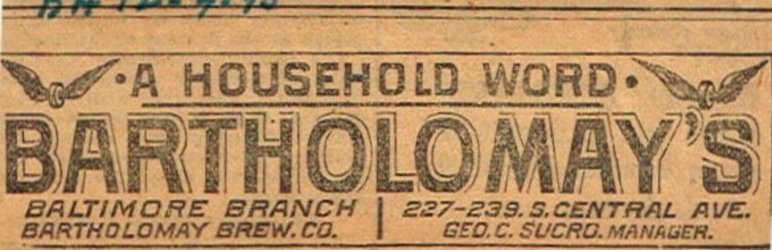 ·A HOUSEHOLD WORD·
BARTHOLOMAY'S
BALTIMORE BRANCH
BARTHOLOMAY BREW. CO.
227-239. S. CENTRAL AVE.
GEO. C. SUCRO. MANAGER.